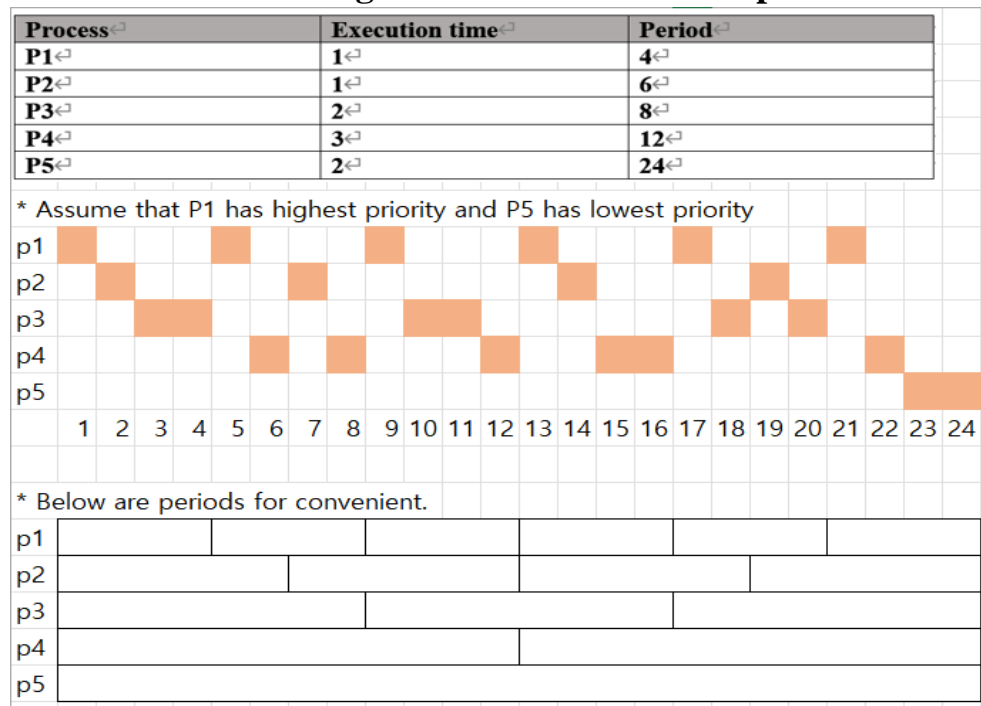 Process↵ Execution time↵ Period↵
P1↵ 1↵ 4↵
P2↵ 1↵ 6↵
P3↵ 2↵ 8↵
P4↵ 3↵ 12↵
P5↵ 2↵ 24↵
* Assume that P1 has highest priority and P5 has lowest priority
p1
p2
p3
p4
p5
1 2 3 4 5 6 7 8 9 10 11 12 13 14 15 16 17 18 19 20 21 22 23 24
* Below are periods for convenient.
p1
p2
p3
p4
p5